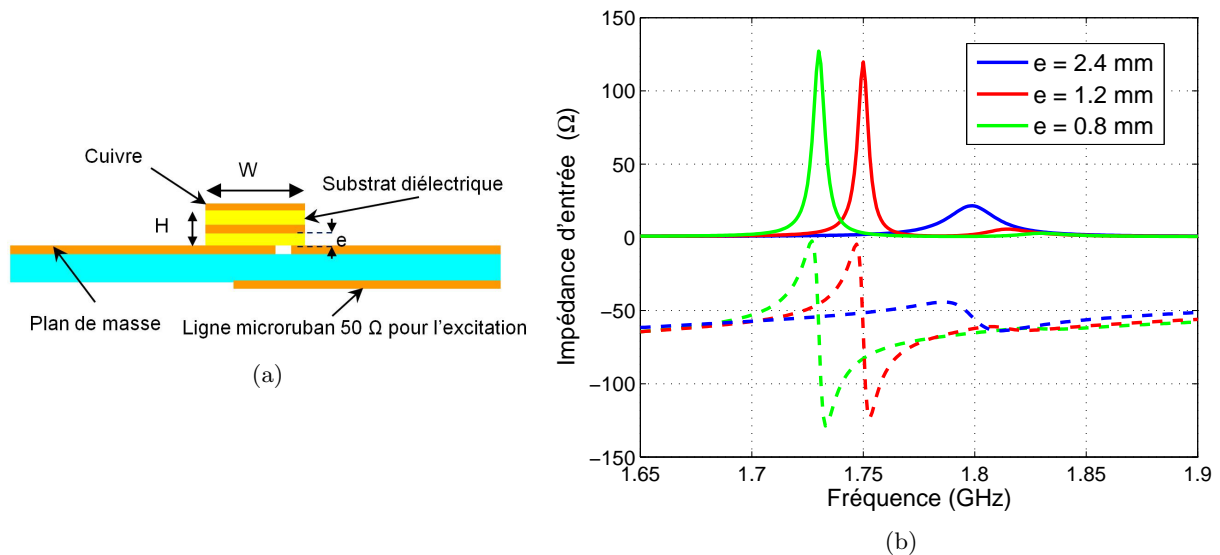 Cuivre
W
Substrat diélectrique
H
e
Plan de masse
Ligne microruban 50 Ω pour l'excitation
(a)
150
100
50
0
−50
−100
−150
Impédance d'entrée (Ω)
e = 2.4 mm
e = 1.2 mm
e = 0.8 mm
1.65
1.7
1.75
1.8
1.85
1.9
Fréquence (GHz)
(b)